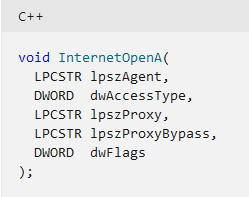 C++
void InternetOpenA(
  LPCSTR lpszAgent,
  DWORD  dwAccessType,
  LPCSTR lpszProxy,
  LPCSTR lpszProxyBypass,
  DWORD  dwFlags
);